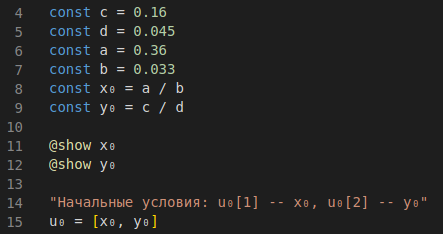 4 const c = 0.16
5 const d = 0.045
6 const a = 0.36
7 const b = 0.033
8 const x₀ = a / b
9 const y₀ = c / d
10
11 @show x₀
12 @show y₀
13
14 "Начальные условия: u₀[1] -- x₀, u₀[2] -- y₀"
15 u₀ = [x₀, y₀]